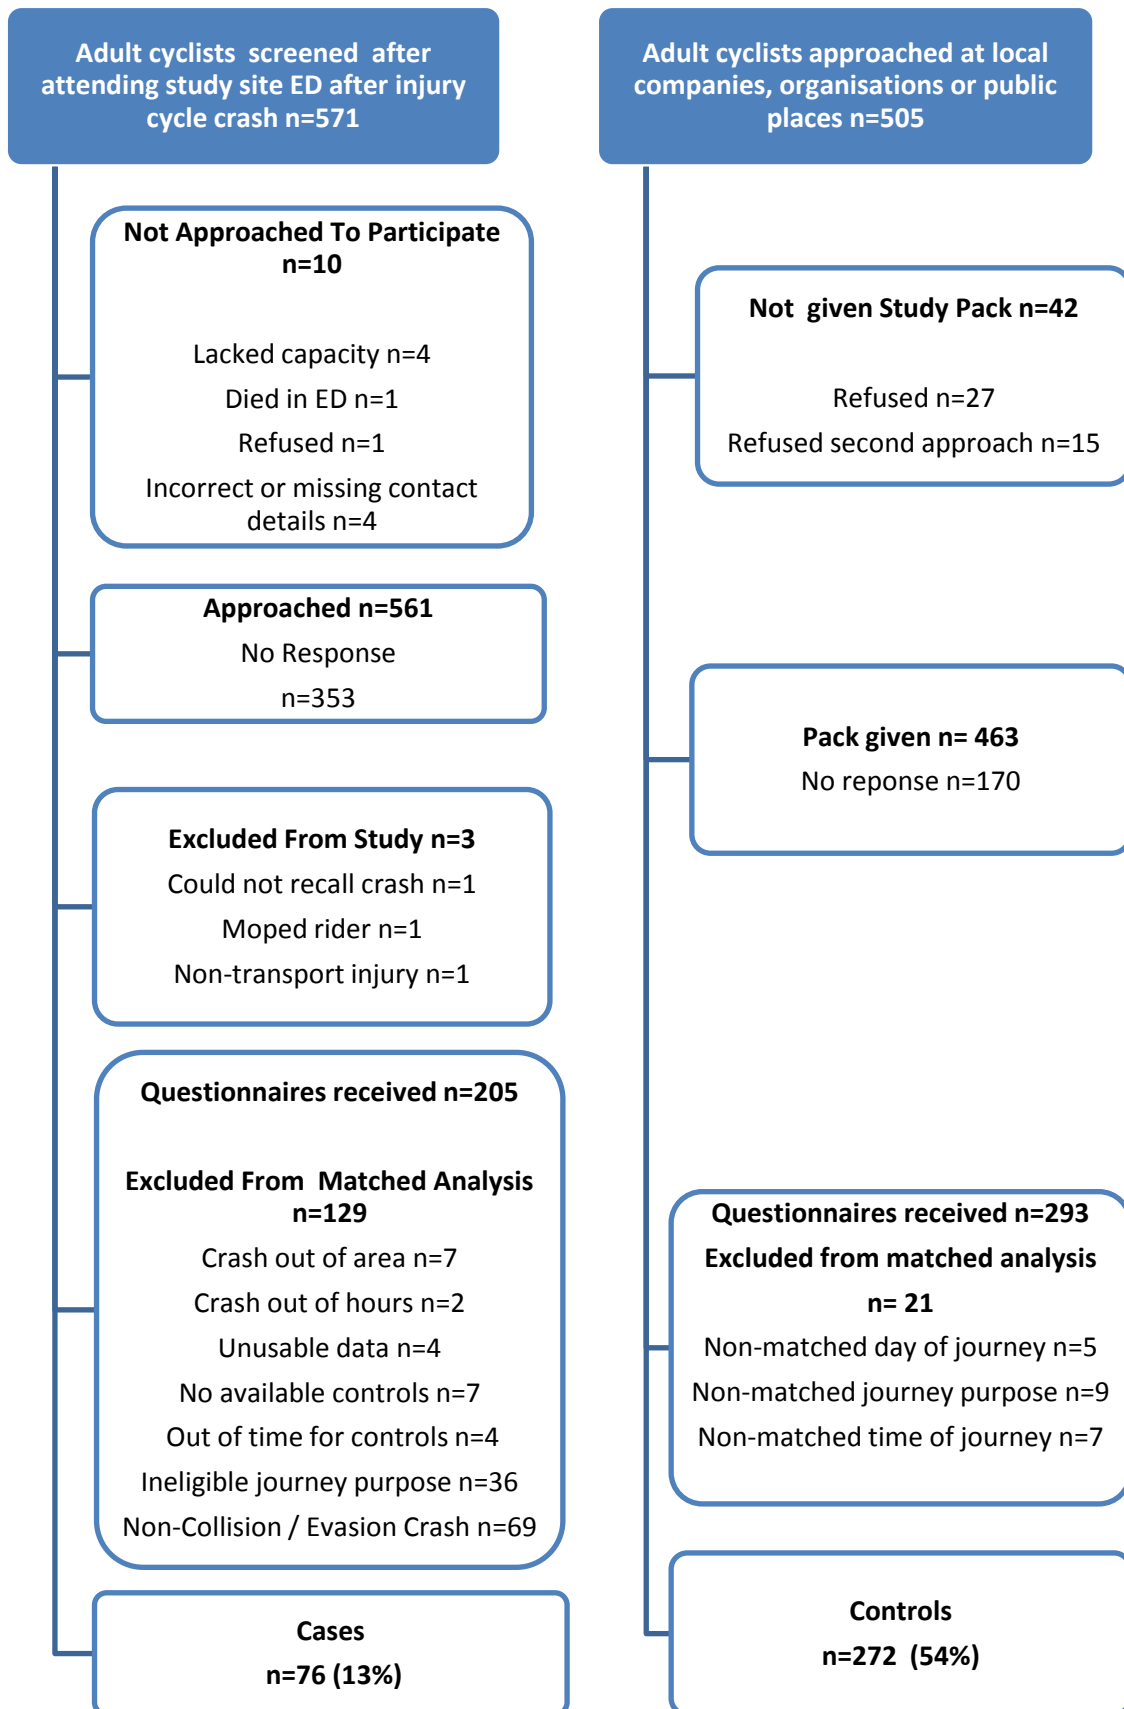 Adult cyclists screened after
attending study site ED after injury
cycle crash n=571
Not Approached To Participate
n=10
Lacked capacity n=4
Died in ED n=1
Refused n=1
Incorrect or missing contact
details n=4
Approached n=561
No Response
n=353
Excluded From Study n=3
Could not recall crash n=1
Moped rider n=1
Non-transport injury n=1
Questionnaires received n=205
Excluded From Matched Analysis
n=129
Crash out of area n=7
Crash out of hours n=2
Unusable data n=4
No available controls n=7
Out of time for controls n=4
Ineligible journey purpose n=36
Non-Collision / Evasion Crash n=69
Cases
n=76 (13%)
Adult cyclists approached at local
companies, organisations or public
places n=505
Not given Study Pack n=42
Refused n=27
Refused second approach n=15
Pack given n= 463
No reponse n=170
Questionnaires received n=293
Excluded from matched analysis
n= 21
Non-matched day of journey n=5
Non-matched journey purpose n=9
Non-matched time of journey n=7
Controls
n=272 (54%)